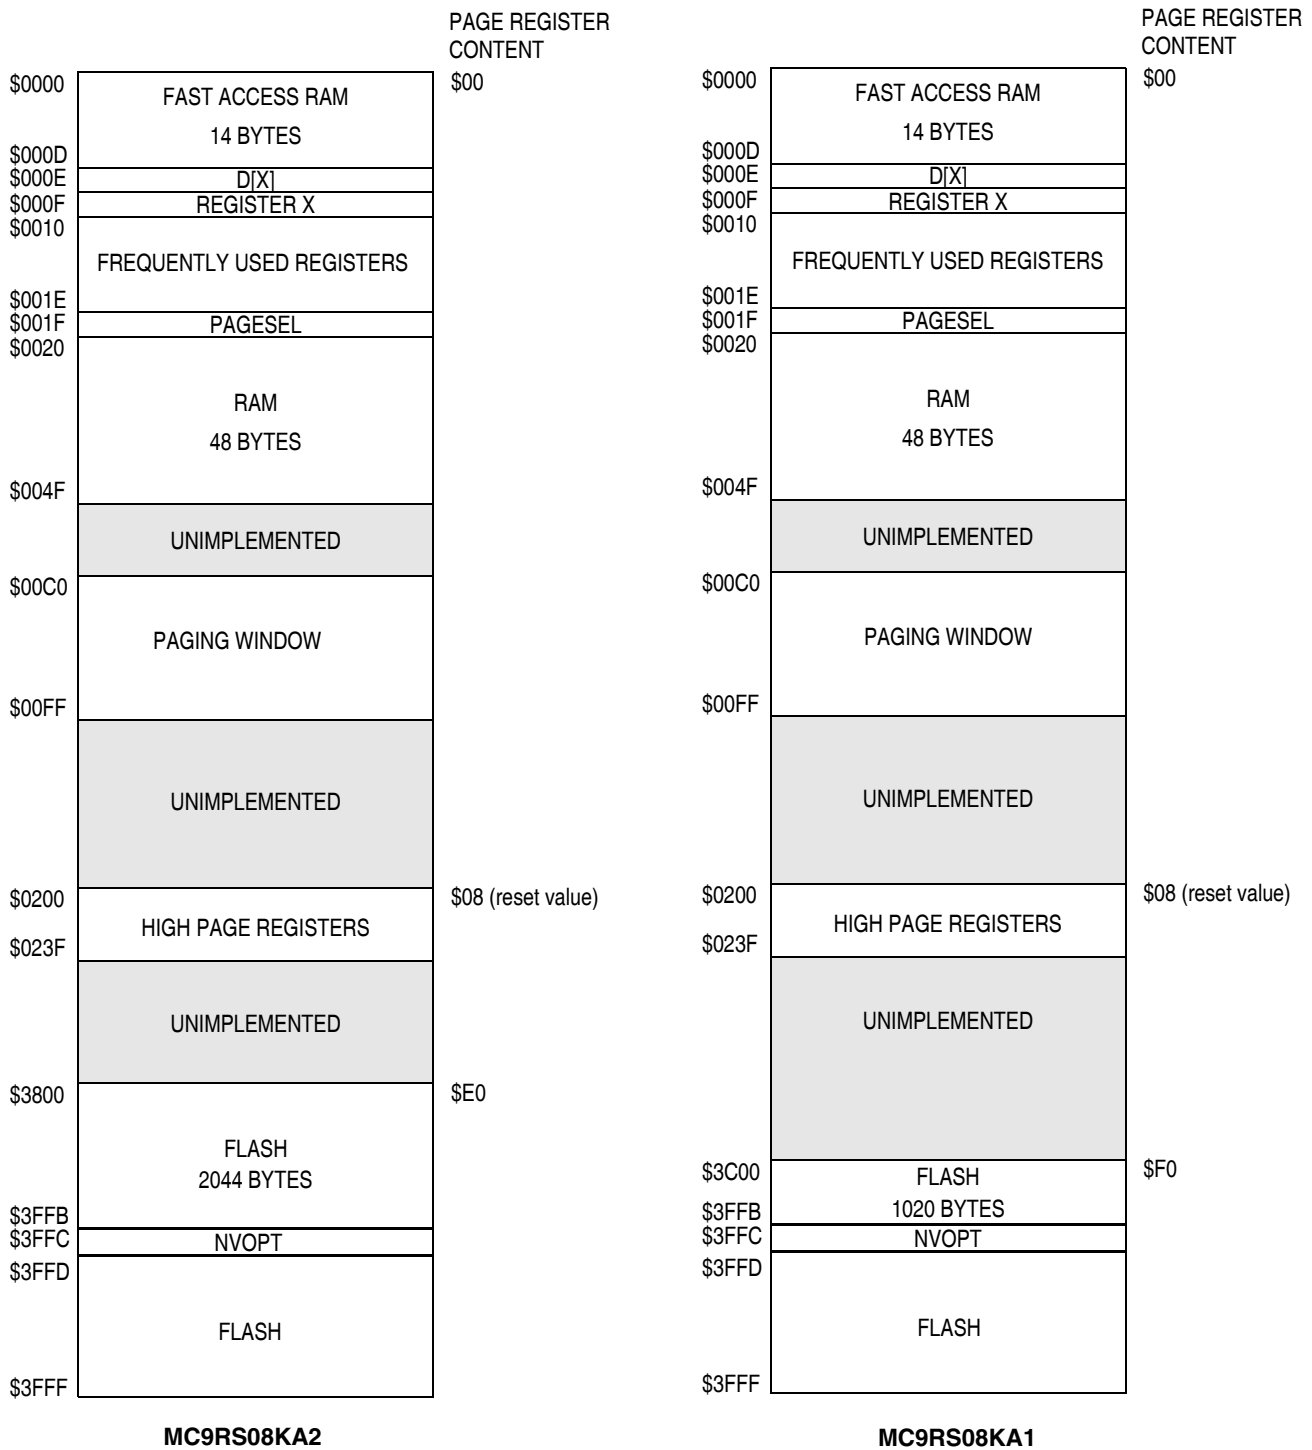 PAGE REGISTER
CONTENT
$0000
FAST ACCESS RAM
$00
14 BYTES
$000D
$000E
D[X]
$000F
REGISTER X
$0010
FREQUENTLY USED REGISTERS
$001E
$001F
PAGESEL
$0020
RAM
48 BYTES
$004F
UNIMPLEMENTED
$00C0
PAGING WINDOW
$00FF
UNIMPLEMENTED
$0200
$08 (reset value)
HIGH PAGE REGISTERS
$023F
UNIMPLEMENTED
$3800
$E0
FLASH
2044 BYTES
$3FFB
$3FFC
NVOPT
$3FFD
FLASH
$3FFF
MC9RS08KA2
PAGE REGISTER
CONTENT
$0000
FAST ACCESS RAM
$00
14 BYTES
$000D
$000E
D[X]
$000F
REGISTER X
$0010
FREQUENTLY USED REGISTERS
$001E
$001F
PAGESEL
$0020
RAM
48 BYTES
$004F
UNIMPLEMENTED
$00C0
PAGING WINDOW
$00FF
UNIMPLEMENTED
$0200
$08 (reset value)
HIGH PAGE REGISTERS
$023F
UNIMPLEMENTED
$3C00
$F0
FLASH
1020 BYTES
$3FFB
$3FFC
NVOPT
$3FFD
FLASH
$3FFF
MC9RS08KA1